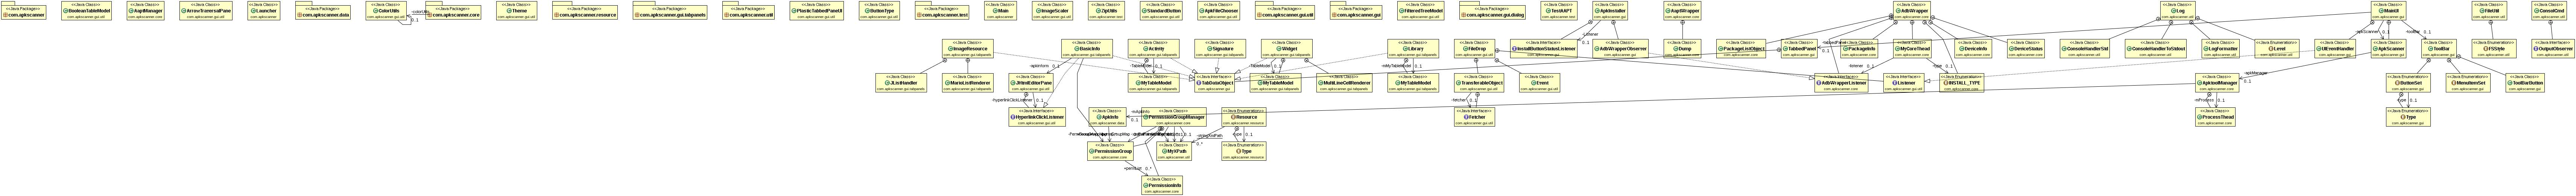 <<Java Package>>
com.apkscanner
<<Java Class>>
BooleanTableModel
com.apkscanner.gui.util
<<Java Class>>
AaptManager
com.apkscanner.core
<<Java Class>>
ArrowTraversalPane
com.apkscanner.gui.util
<<Java Class>>
Launcher
com.apkscanner
<<Java Package>>
com.apkscanner.data
<<Java Class>>
ColorUtils
com.apkscanner.gui.util
0..1
<<Java Package>>
com.apkscanner.core
<<Java Class>>
Theme
com.apkscanner.gui.util
<<Java Package>>
com.apkscanner.resource
<<Java Package>>
com.apkscanner.gui.tabpanels
<<Java Package>>
com.apkscanner.util
<<Java Class>>
PlasticTabbedPaneUI
com.apkscanner.gui.util
<<Java Class>>
ButtonType
com.apkscanner.gui.util
<<Java Package>>
com.apkscanner.test
<<Java Class>>
Main
com.apkscanner
<<Java Class>>
ImageScaler
com.apkscanner.gui.util
<<Java Class>>
ZipUtils
com.apkscanner.test
<<Java Class>>
StandardButton
com.apkscanner.gui.util
<<Java Class>>
ApkFileChooser
com.apkscanner.gui.util
<<Java Package>>
com.apkscanner.gui.util
<<Java Package>>
com.apkscanner.gui
<<Java Class>>
FilteredTreeModel
com.apkscanner.gui.util
<<Java Package>>
com.apkscanner.gui.dialog
<<Java Class>>
TestAAPT
com.apkscanner.test
<<Java Class>>
ApkInstaller
com.apkscanner.gui
<<Java Class>>
AaptWrapper
com.apkscanner.core
<<Java Class>>
AdbWrapper
com.apkscanner.core
<<Java Class>>
Log
com.apkscanner.util
<<Java Class>>
MainUI
com.apkscanner.gui
<<Java Class>>
FileUtil
com.apkscanner.util
<<Java Class>>
ConsolCmd
com.apkscanner.util
<<Java Class>>
ImageResource
com.apkscanner.gui.tabpanels
<<Java Class>>
BasicInfo
com.apkscanner.gui.tabpanels
<<Java Class>>
Activity
com.apkscanner.gui.tabpanels
<<Java Class>>
Signature
com.apkscanner.gui.tabpanels
<<Java Class>>
Widget
com.apkscanner.gui.tabpanels
<<Java Class>>
Library
com.apkscanner.gui.tabpanels
<<Java Class>>
FileDrop
com.apkscanner.gui.util
<<Java Interface>>
InstallButtonStatusListener
com.apkscanner.gui
<<Java Class>>
AdbWrapperObserver
com.apkscanner.gui
<<Java Class>>
Dump
com.apkscanner.core
<<Java Class>>
PackageListObject
com.apkscanner.core
<<Java Class>>
TabbedPanel
com.apkscanner.gui
<<Java Class>>
PackageInfo
com.apkscanner.core
<<Java Class>>
MyCoreThead
com.apkscanner.core
<<Java Class>>
DeviceInfo
com.apkscanner.core
<<Java Class>>
DeviceStatus
com.apkscanner.core
<<Java Class>>
ConsoleHandlerStd
com.apkscanner.util
<<Java Class>>
ConsoleHandlerToStdout
com.apkscanner.util
<<Java Class>>
LogFormatter
com.apkscanner.util
<<Java Enumeration>>
Level
com.apkscanner.util
<<Java Class>>
UIEventHandler
com.apkscanner.gui
<<Java Class>>
ApkScanner
com.apkscanner.gui
<<Java Class>>
ToolBar
com.apkscanner.gui
<<Java Enumeration>>
FSStyle
com.apkscanner.util
<<Java Interface>>
OutputObserver
com.apkscanner.util
<<Java Class>>
JListHandler
com.apkscanner.gui.tabpanels
<<Java Class>>
MarioListRenderer
com.apkscanner.gui.tabpanels
<<Java Class>>
JHtmlEditorPane
com.apkscanner.gui.util
<<Java Class>>
MyTableModel
com.apkscanner.gui.tabpanels
<<Java Interface>>
TabDataObject
com.apkscanner.gui
<<Java Class>>
MyTableModel
com.apkscanner.gui.tabpanels
<<Java Class>>
MultiLineCellRenderer
com.apkscanner.gui.tabpanels
<<Java Class>>
MyTableModel
com.apkscanner.gui.tabpanels
<<Java Class>>
TransferableObject
com.apkscanner.gui.util
<<Java Class>>
Event
com.apkscanner.gui.util
<<Java Interface>>
AdbWrapperListener
com.apkscanner.core
<<Java Interface>>
Listener
com.apkscanner.gui.util
<<Java Enumeration>>
INSTALL_TYPE
com.apkscanner.core
<<Java Class>>
ApktoolManager
com.apkscanner.core
<<Java Enumeration>>
ButtonSet
com.apkscanner.gui
<<Java Enumeration>>
MenuItemSet
com.apkscanner.gui
<<Java Class>>
ToolBarButton
com.apkscanner.gui
<<Java Interface>>
HyperlinkClickListener
com.apkscanner.gui.util
<<Java Class>>
ApkInfo
com.apkscanner.data
<<Java Class>>
PermissionGroupManager
com.apkscanner.core
<<Java Enumeration>>
Resource
com.apkscanner.resource
<<Java Interface>>
Fetcher
com.apkscanner.gui.util
<<Java Class>>
ProcessThead
com.apkscanner.core
<<Java Enumeration>>
Type
com.apkscanner.gui
<<Java Class>>
PermissionGroup
com.apkscanner.core
<<Java Class>>
MyXPath
com.apkscanner.util
<<Java Enumeration>>
Type
com.apkscanner.resource
+permList 0..*
<<Java Class>>
PermissionInfo
com.apkscanner.core